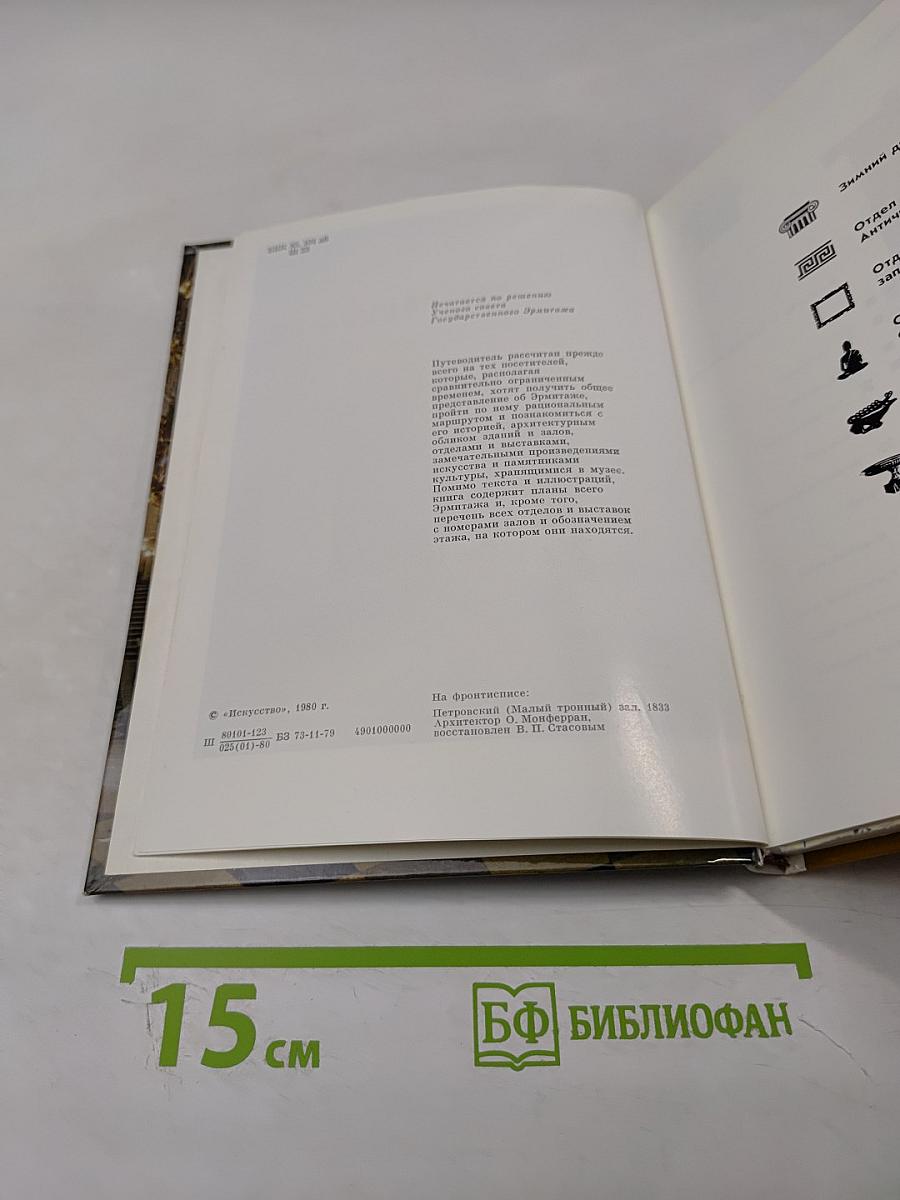 Печатается по решению
Ученого совета
Государственного Эрмитажа
Путеводитель рассчитан прежде
всего на тех посетителей,
которые, располагая
сравнительно ограниченным
временем, хотят получить общее
представление об Эрмитаже,
пройти по нему рациональным
маршрутом и познакомиться с
его историей, архитектурным
обликом зданий и залов,
отделами и выставками,
замечательными произведениями
искусства и памятниками
культуры, хранящимися в музее.
Помимо текста и иллюстраций,
книга содержит планы всего
Эрмитажа и, кроме того,
перечень всех отделов и выставок
с номерами залов и обозначением
этажа, на котором они находятся.
© «Искусство», 1980 г.
Ш 80101-123 / 025(01)-80 БЗ 73-11-79 4901000000
На фронтисписе:
Петровский (Малый тронный) зал. 1833
Архитектор О. Монферран,
восстановлен В. П. Стасовым
Зимний
Отдел
15 см
БФ БИБЛИОФАН